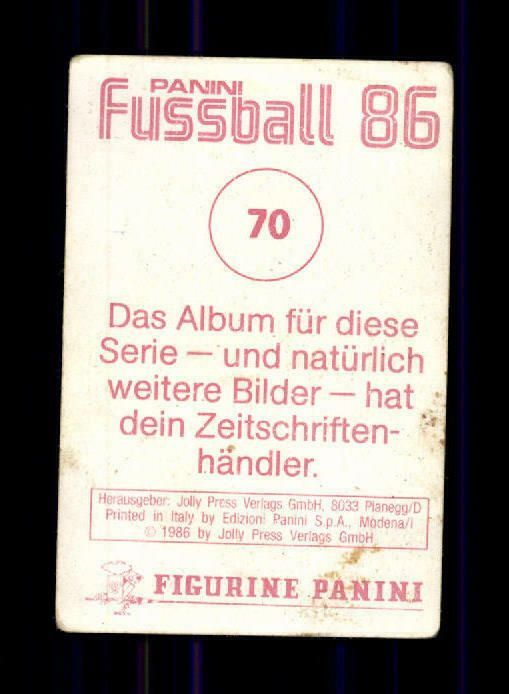 PANINI
Fussball 86
70
Das Album für diese
Serie – und natürlich
weitere Bilder – hat
dein Zeitschriften-
händler.
Herausgeber: Jolly Press Verlags GmbH, 8033 Planegg/D
Printed in Italy by Edizioni Panini S.p.A., Modena/I
© 1986 by Jolly Press Verlags GmbH
FIGURINE PANINI